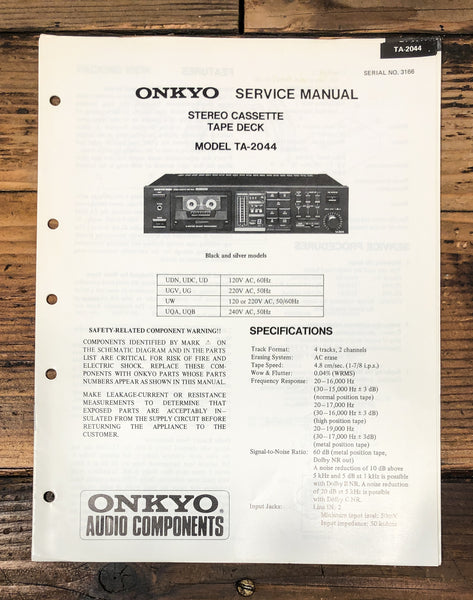 TA-2044
SERIAL NO. 3166
ONKYO SERVICE MANUAL
STEREO CASSETTE
TAPE DECK
MODEL TA-2044
Black and silver models
UDN, UDC, UD 120V AC, 60Hz
UGV, UG 220V AC, 50Hz
UW 120 or 220V AC, 50/60Hz
UQA, UQB 240V AC, 50Hz
SAFETY-RELATED COMPONENT WARNING!!
COMPONENTS IDENTIFIED BY MARK ⚠ ON
THE SCHEMATIC DIAGRAM AND IN THE PARTS
LIST ARE CRITICAL FOR RISK OF FIRE AND
ELECTRIC SHOCK. REPLACE THESE COM-
PONENTS WITH ONKYO PARTS WHOSE PARTS
NUMBERS APPEAR AS SHOWN IN THIS MANUAL.
MAKE LEAKAGE-CURRENT OR RESISTANCE
MEASUREMENTS TO DETERMINE THAT
EXPOSED PARTS ARE ACCEPTABLY IN-
SULATED FROM THE SUPPLY CIRCUIT BEFORE
RETURNING THE APPLIANCE TO THE
CUSTOMER.
SPECIFICATIONS
Track Format: 4 tracks, 2 channels
Erasing System: AC erase
Tape Speed: 4.8 cm/sec. (1-7/8 i.p.s.)
Wow & Flutter: 0.04% (WRMS)
Frequency Response: 20–16,000 Hz
(30–15,000 Hz ± 3 dB)
(normal position tape)
20–17,000 Hz
(30–16,000 Hz ± 3 dB)
(high position tape)
20–19,000 Hz
(30–17,000 Hz ± 3dB)
(metal position tape)
Signal-to-Noise Ratio: 60 dB (metal position tape,
Dolby NR out)
A noise reduction of 10 dB above
5 kHz and 5 dB at 1 kHz is possible
with Dolby B NR. A noise reduction
of 20 dB at 5 kHz is possible
with Dolby C NR.
Input Jacks: Line IN: 2
Minimum input level:
Input impedance: 50 kohms
ONKYO®
AUDIO COMPONENTS